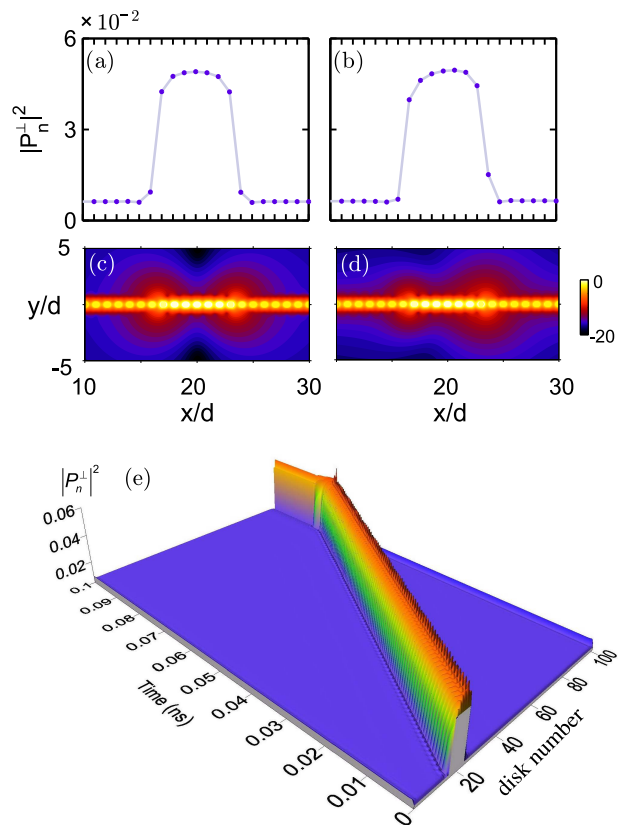 × 10⁻²
6
(a)
(b)
|Pₙ^⊥|²
3
0
5
(c)
(d)
0
y/d
-20
-5
10
20
30
20
30
x/d
x/d
|Pₙ^⊥|²
(e)
0.06
0.04
0.02
0.1
0.09
0.08
0.07
0.06
0.05
0.04
0.03
0.02
0.01
0
Time (ns)
20
40
60
80
100
disk number